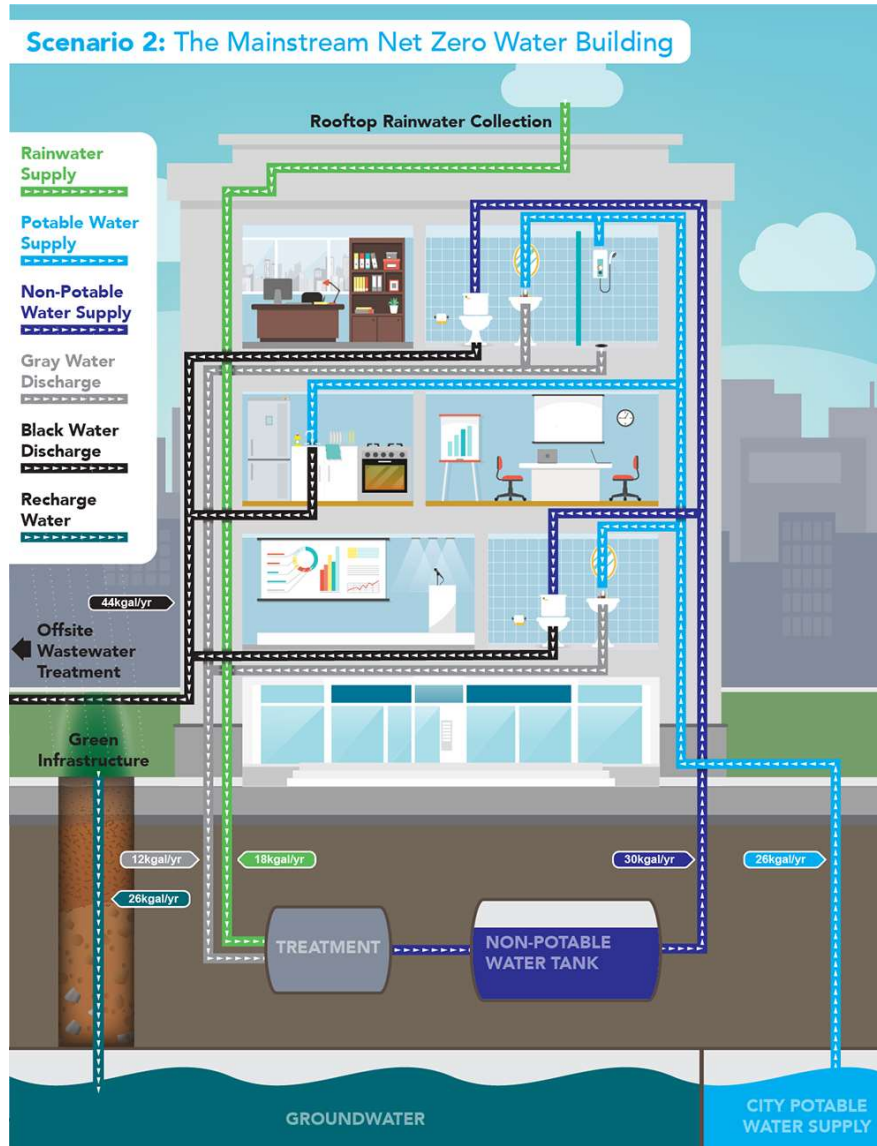 Scenario 2: The Mainstream Net Zero Water Building
Rooftop Rainwater Collection
Rainwater
Supply
Potable Water
Supply
Non-Potable
Water Supply
Gray Water
Discharge
Black Water
Discharge
Recharge
Water
44kgal/yr
Offsite
Wastewater
Treatment
Green
Infrastructure
12kgal/yr
18kgal/yr
30kgal/yr
26kgal/yr
26kgal/yr
TREATMENT
NON-POTABLE
WATER TANK
GROUNDWATER
CITY POTABLE
WATER SUPPLY